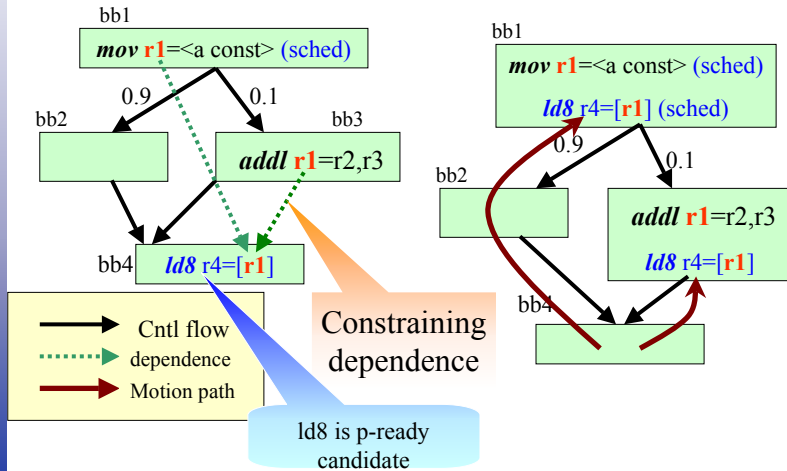 bb1
mov r1=<a const> (sched)
0.9
0.1
bb2
bb3
addl r1=r2,r3
bb4
ld8 r4=[r1]
Cntl flow
dependence
Motion path
Constraining
dependence
ld8 is p-ready
candidate
bb1
mov r1=<a const> (sched)
ld8 r4=[r1] (sched)
0.9
0.1
bb2
addl r1=r2,r3
ld8 r4=[r1]
bb4